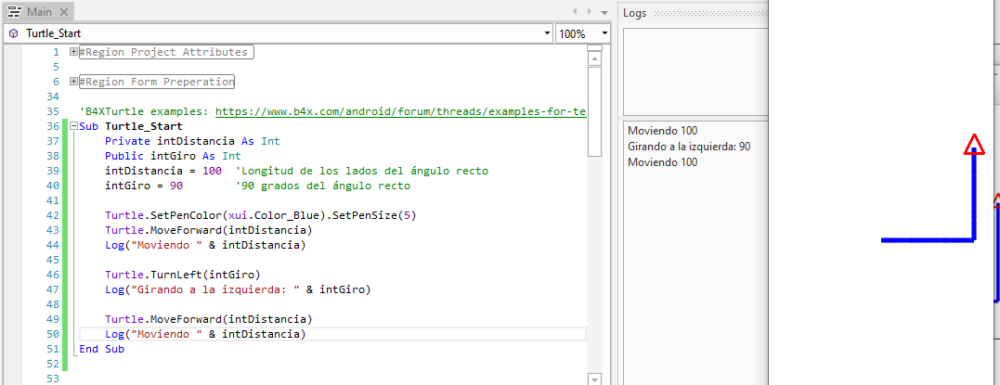 Main
Turtle_Start
100%
1 #Region Project Attributes
5
6 #Region Form Preperation
34
35 'B4XTurtle examples: https://www.b4x.com/android/forum/threads/examples-for-te
36 Sub Turtle_Start
37 Private intDistancia As Int
38 Public intGiro As Int
39 intDistancia = 100 'Longitud de los lados del ángulo recto
40 intGiro = 90 '90 grados del ángulo recto
41
42 Turtle.SetPenColor(xui.Color_Blue).SetPenSize(5)
43 Turtle.MoveForward(intDistancia)
44 Log("Moviendo " & intDistancia)
45
46 Turtle.TurnLeft(intGiro)
47 Log("Girando a la izquierda: " & intGiro)
48
49 Turtle.MoveForward(intDistancia)
50 Log("Moviendo " & intDistancia)
51 End Sub
52
53
Logs
Moviendo 100
Girando a la izquierda: 90
Moviendo 100